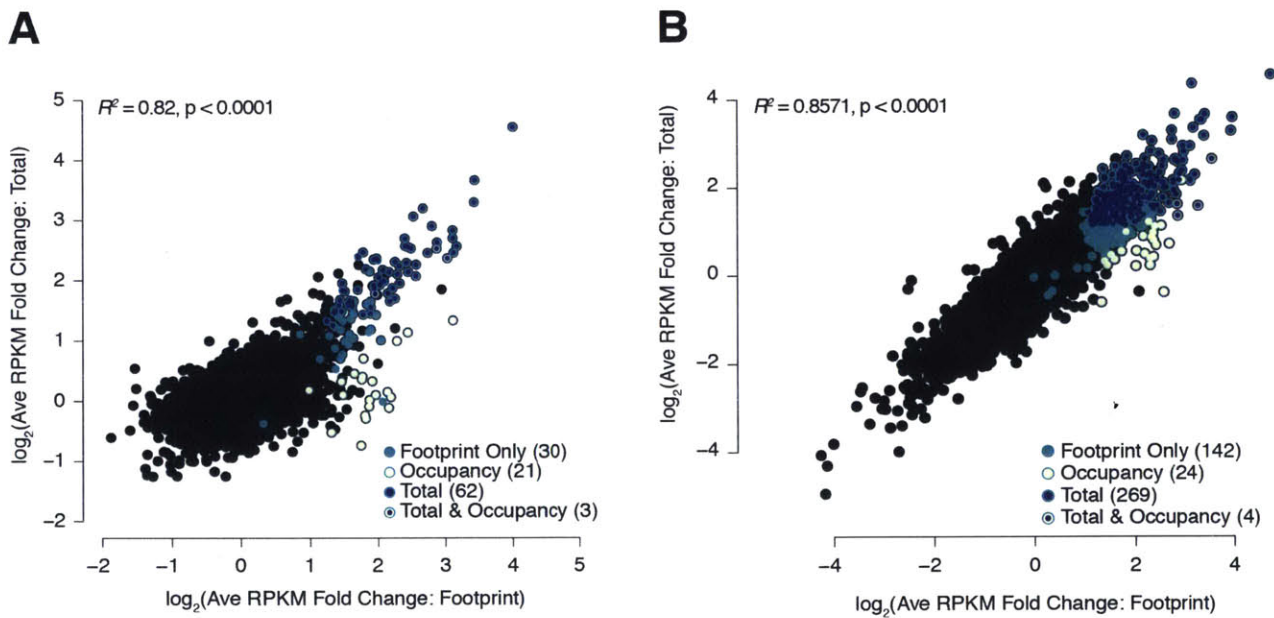 A
R² = 0.82, p < 0.0001
log₂(Ave RPKM Fold Change: Total)
5
4
3
2
1
0
−1
−2
Footprint Only (30)
Occupancy (21)
Total (62)
Total & Occupancy (3)
−2
−1
0
1
2
3
4
5
log₂(Ave RPKM Fold Change: Footprint)
B
R² = 0.8571, p < 0.0001
log₂(Ave RPKM Fold Change: Total)
4
2
0
−2
−4
Footprint Only (142)
Occupancy (24)
Total (269)
Total & Occupancy (4)
−4
−2
0
2
4
log₂(Ave RPKM Fold Change: Footprint)